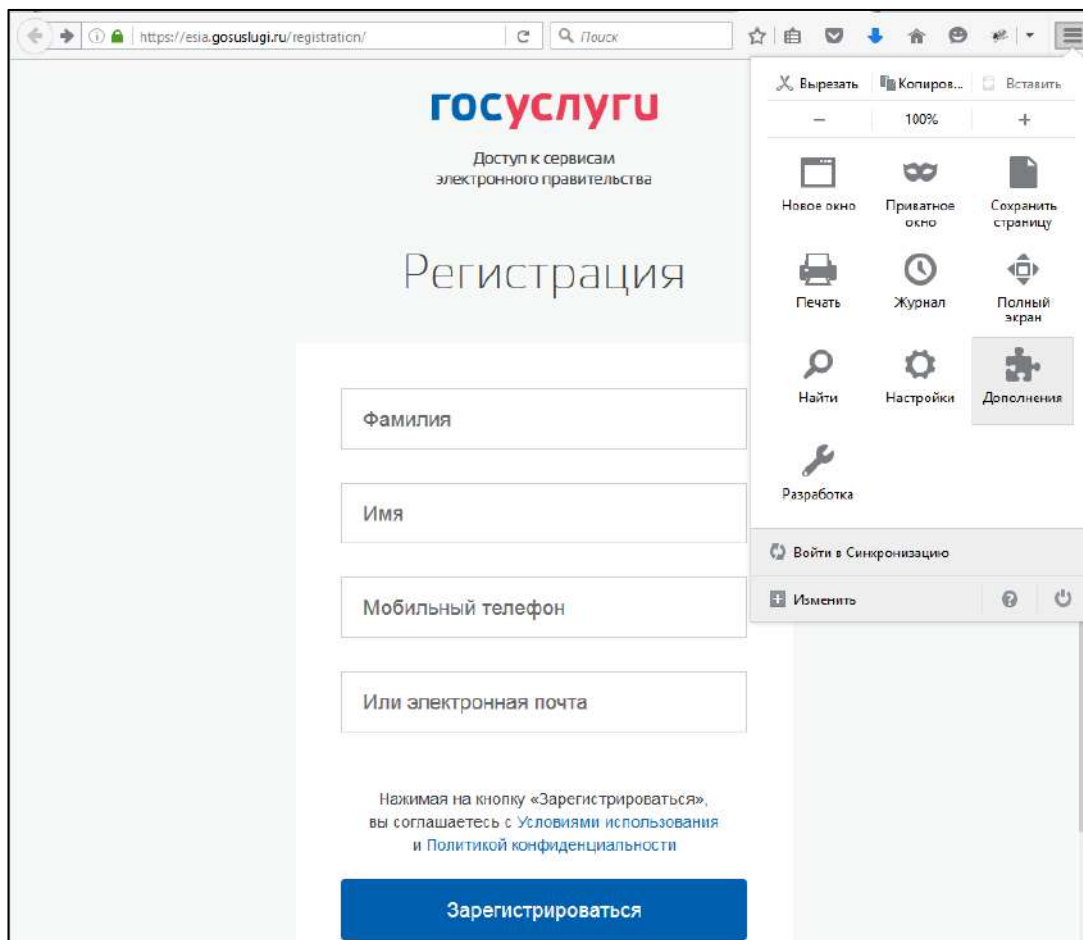 https://esia.gosuslugi.ru/registration/
Поиск
госуслуги
Доступ к сервисам
электронного правительства
Регистрация
Фамилия
Имя
Мобильный телефон
Или электронная почта
Нажимая на кнопку «Зарегистрироваться»,
вы соглашаетесь с Условиями использования
и Политикой конфиденциальности
Зарегистрироваться
Вырезать Копиров... Вставить
− 100% +
Новое окно
Приватное
окно
Сохранить
страницу
Печать
Журнал
Полный
экран
Найти
Настройки
Дополнения
Разработка
Войти в Синхронизацию
Изменить